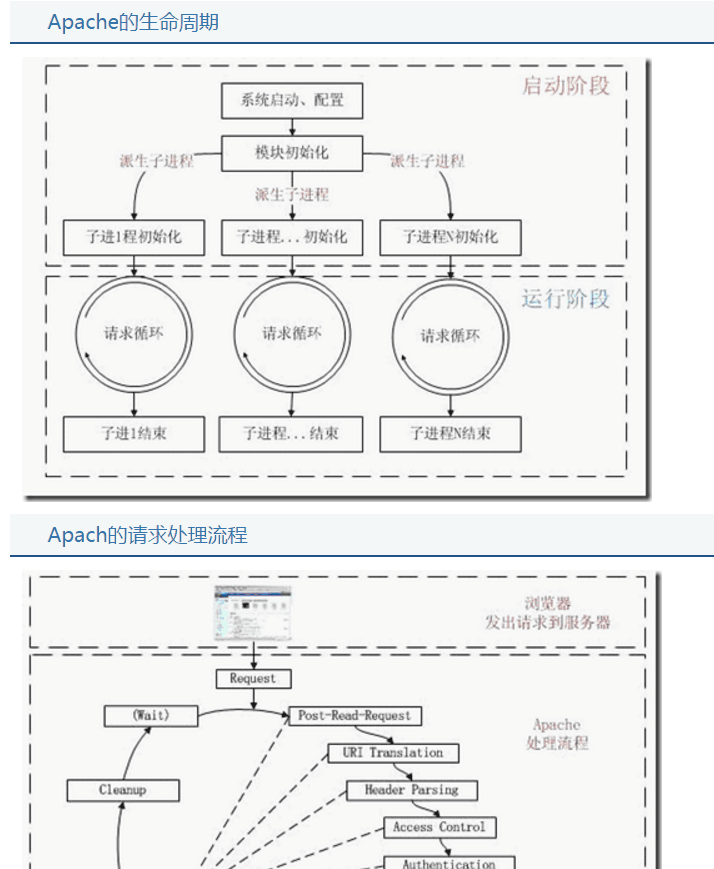 Apache的生命周期
启动阶段
系统启动、配置
模块初始化
派生子进程
派生子进程
派生子进程
子进1程初始化
子进程...初始化
子进程N初始化
运行阶段
请求循环
请求循环
请求循环
子进1结束
子进程...结束
子进程N结束
Apach的请求处理流程
浏览器
发出请求到服务器
Request
(Wait)
Post-Read-Request
Apache
处理流程
URI Translation
Header Parsing
Cleanup
Access Control
Authentication